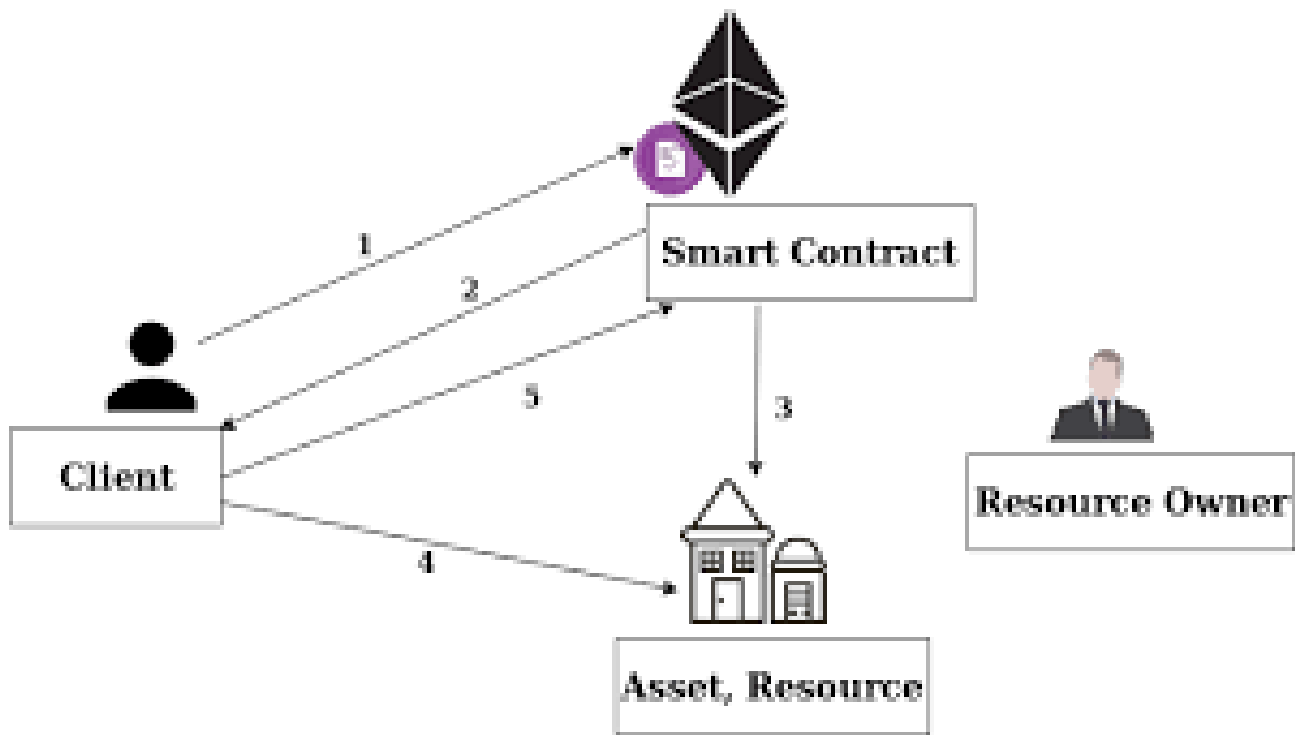 1
Smart Contract
2
5
3
Client
Resource Owner
4
Asset, Resource